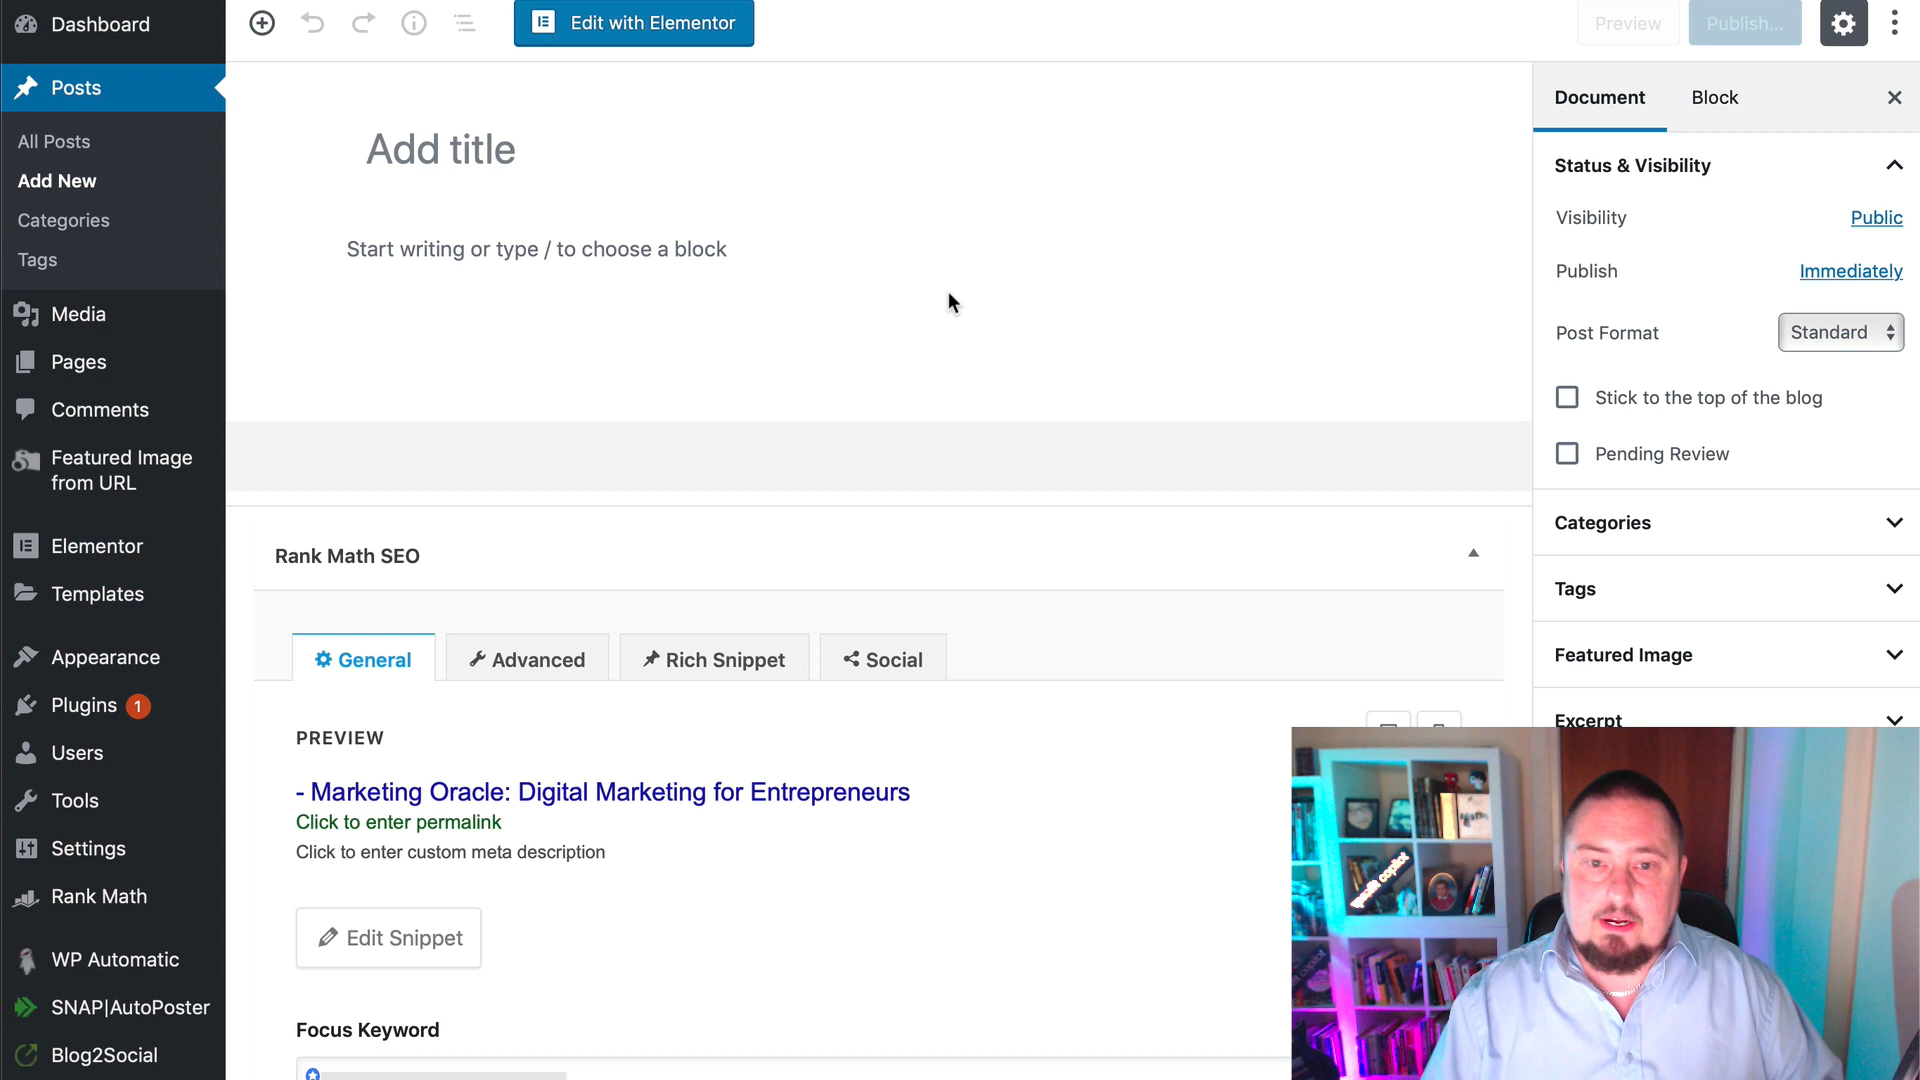 Dashboard
Edit with Elementor
Preview
Publish...
Posts
All Posts
Add New
Categories
Tags
Media
Pages
Comments
Featured Image
from URL
Elementor
Templates
Appearance
Plugins 1
Users
Tools
Settings
Rank Math
WP Automatic
SNAP|AutoPoster
Blog2Social
Add title
Start writing or type / to choose a block
Rank Math SEO
General
Advanced
Rich Snippet
Social
PREVIEW
- Marketing Oracle: Digital Marketing for Entrepreneurs
Click to enter permalink
Click to enter custom meta description
Edit Snippet
Focus Keyword
Document
Block
Status & Visibility
Visibility
Public
Publish
Immediately
Post Format
Standard
Stick to the top of the blog
Pending Review
Categories
Tags
Featured Image
Excerpt
copilot